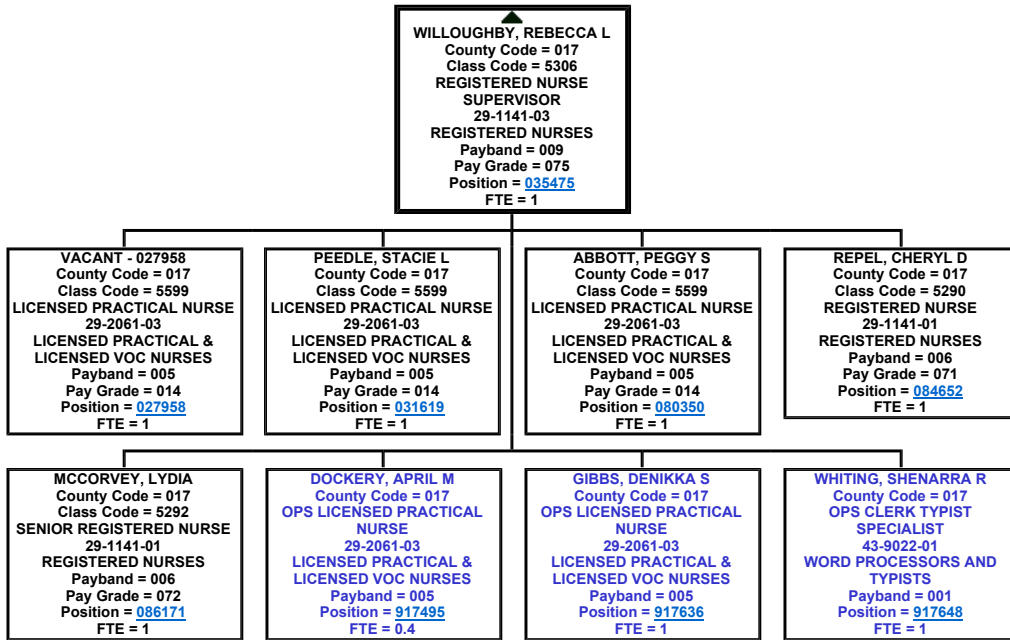 WILLOUGHBY, REBECCA L
County Code = 017
Class Code = 5306
REGISTERED NURSE
SUPERVISOR
29-1141-03
REGISTERED NURSES
Payband = 009
Pay Grade = 075
Position = 035475
FTE = 1
VACANT - 027958
County Code = 017
Class Code = 5599
LICENSED PRACTICAL NURSE
29-2061-03
LICENSED PRACTICAL &
LICENSED VOC NURSES
Payband = 005
Pay Grade = 014
Position = 027958
FTE = 1
PEEDLE, STACIE L
County Code = 017
Class Code = 5599
LICENSED PRACTICAL NURSE
29-2061-03
LICENSED PRACTICAL &
LICENSED VOC NURSES
Payband = 005
Pay Grade = 014
Position = 031619
FTE = 1
ABBOTT, PEGGY S
County Code = 017
Class Code = 5599
LICENSED PRACTICAL NURSE
29-2061-03
LICENSED PRACTICAL &
LICENSED VOC NURSES
Payband = 005
Pay Grade = 014
Position = 080350
FTE = 1
REPEL, CHERYL D
County Code = 017
Class Code = 5290
REGISTERED NURSE
29-1141-01
REGISTERED NURSES
Payband = 006
Pay Grade = 071
Position = 084652
FTE = 1
MCCORVEY, LYDIA
County Code = 017
Class Code = 5292
SENIOR REGISTERED NURSE
29-1141-01
REGISTERED NURSES
Payband = 006
Pay Grade = 072
Position = 086171
FTE = 1
DOCKERY, APRIL M
County Code = 017
OPS LICENSED PRACTICAL
NURSE
29-2061-03
LICENSED PRACTICAL &
LICENSED VOC NURSES
Payband = 005
Position = 917495
FTE = 0.4
GIBBS, DENIKKA S
County Code = 017
OPS LICENSED PRACTICAL
NURSE
29-2061-03
LICENSED PRACTICAL &
LICENSED VOC NURSES
Payband = 005
Position = 917636
FTE = 1
WHITING, SHENARRA R
County Code = 017
OPS CLERK TYPIST
SPECIALIST
43-9022-01
WORD PROCESSORS AND
TYPISTS
Payband = 001
Position = 917648
FTE = 1